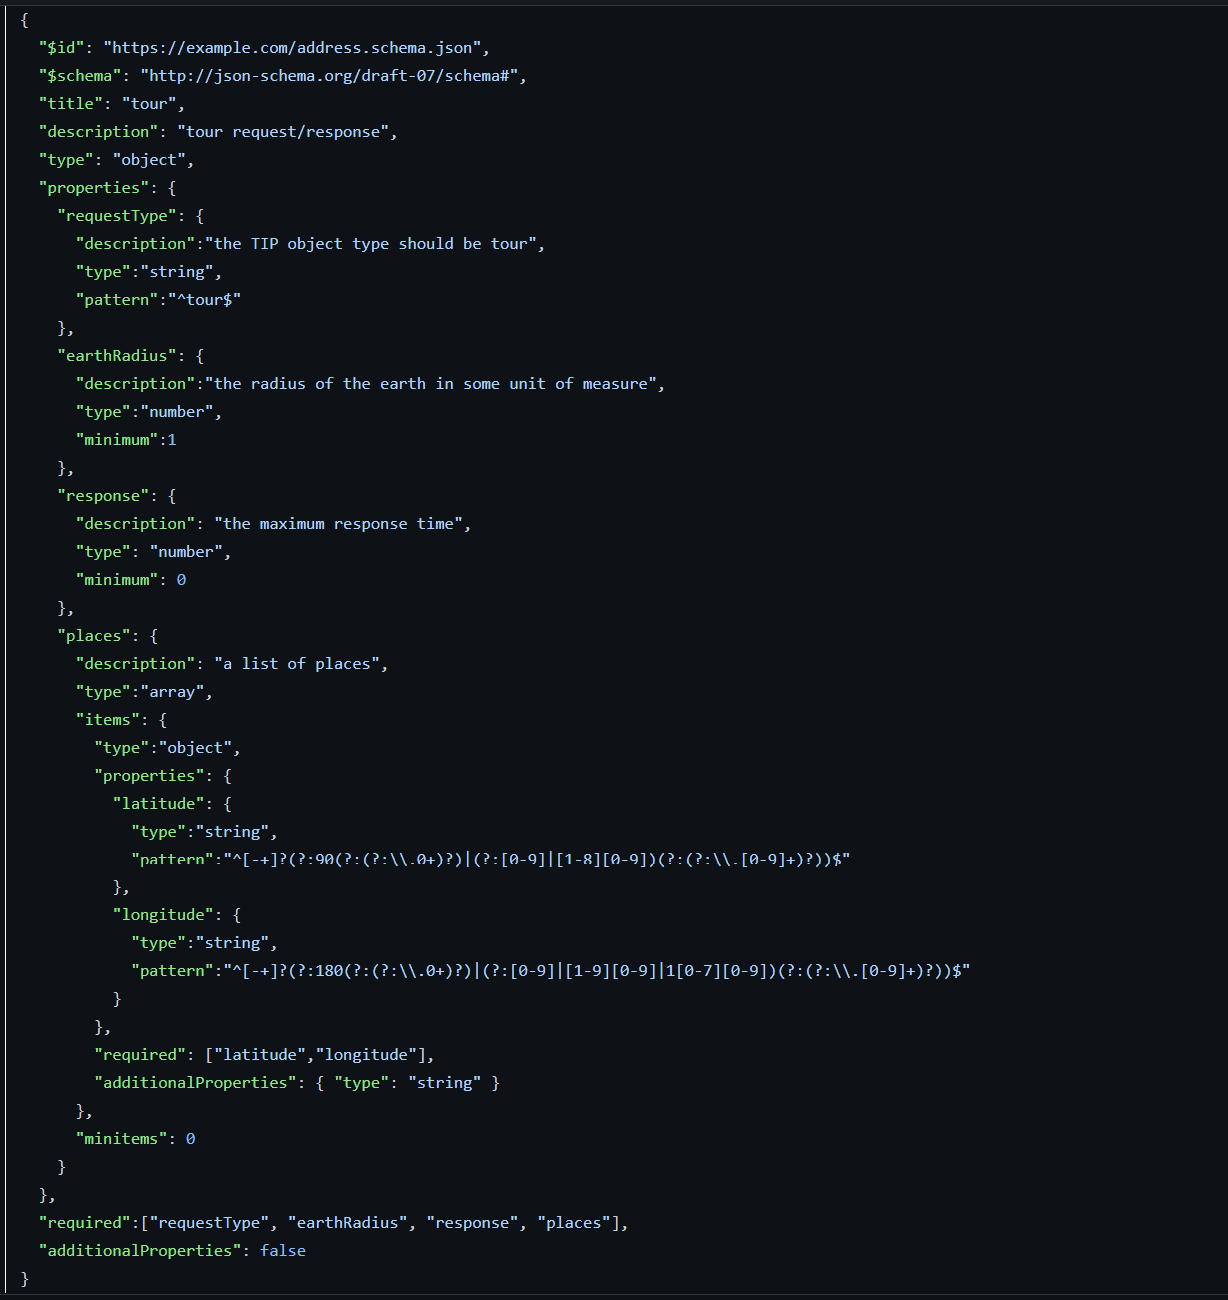 {
  "$id": "https://example.com/address.schema.json",
  "$schema": "http://json-schema.org/draft-07/schema#",
  "title": "tour",
  "description": "tour request/response",
  "type": "object",
  "properties": {
    "requestType": {
      "description":"the TIP object type should be tour",
      "type":"string",
      "pattern":"^tour$"
    },
    "earthRadius": {
      "description":"the radius of the earth in some unit of measure",
      "type":"number",
      "minimum":1
    },
    "response": {
      "description": "the maximum response time",
      "type": "number",
      "minimum": 0
    },
    "places": {
      "description": "a list of places",
      "type":"array",
      "items": {
        "type":"object",
        "properties": {
          "latitude": {
            "type":"string",
            "pattern":"^[-+]?(?:90(?:(?:\\.0+)?)|(?:[0-9]|[1-8][0-9])(?:(?:\\.[0-9]+)?))$"
          },
          "longitude": {
            "type":"string",
            "pattern":"^[-+]?(?:180(?:(?:\\.0+)?)|(?:[0-9]|[1-9][0-9]|1[0-7][0-9])(?:(?:\\.[0-9]+)?))$"
          }
        },
        "required": ["latitude","longitude"],
        "additionalProperties": { "type": "string" }
      },
      "minitems": 0
    }
  },
  "required":["requestType", "earthRadius", "response", "places"],
  "additionalProperties": false
}